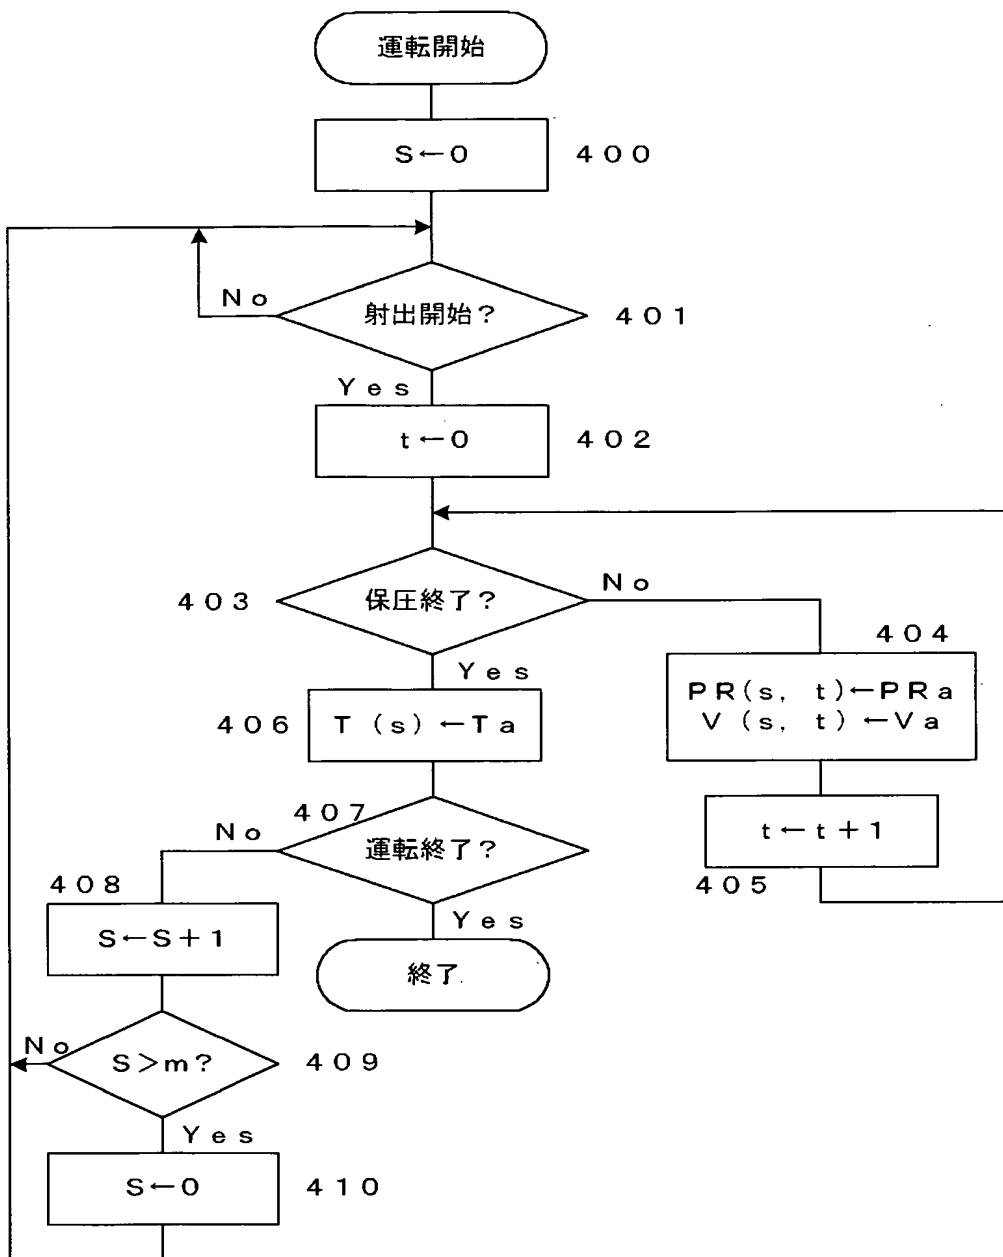 運転開始
S←0
400
No
射出開始?
401
Yes
t←0
402
403
保圧終了?
No
404
PR(s, t)←PRa
V(s, t)←Va
Yes
406
T(s)←Ta
t←t+1
405
407
No
運転終了?
408
S←S+1
Yes
終了
No
S>m?
409
Yes
S←0
410